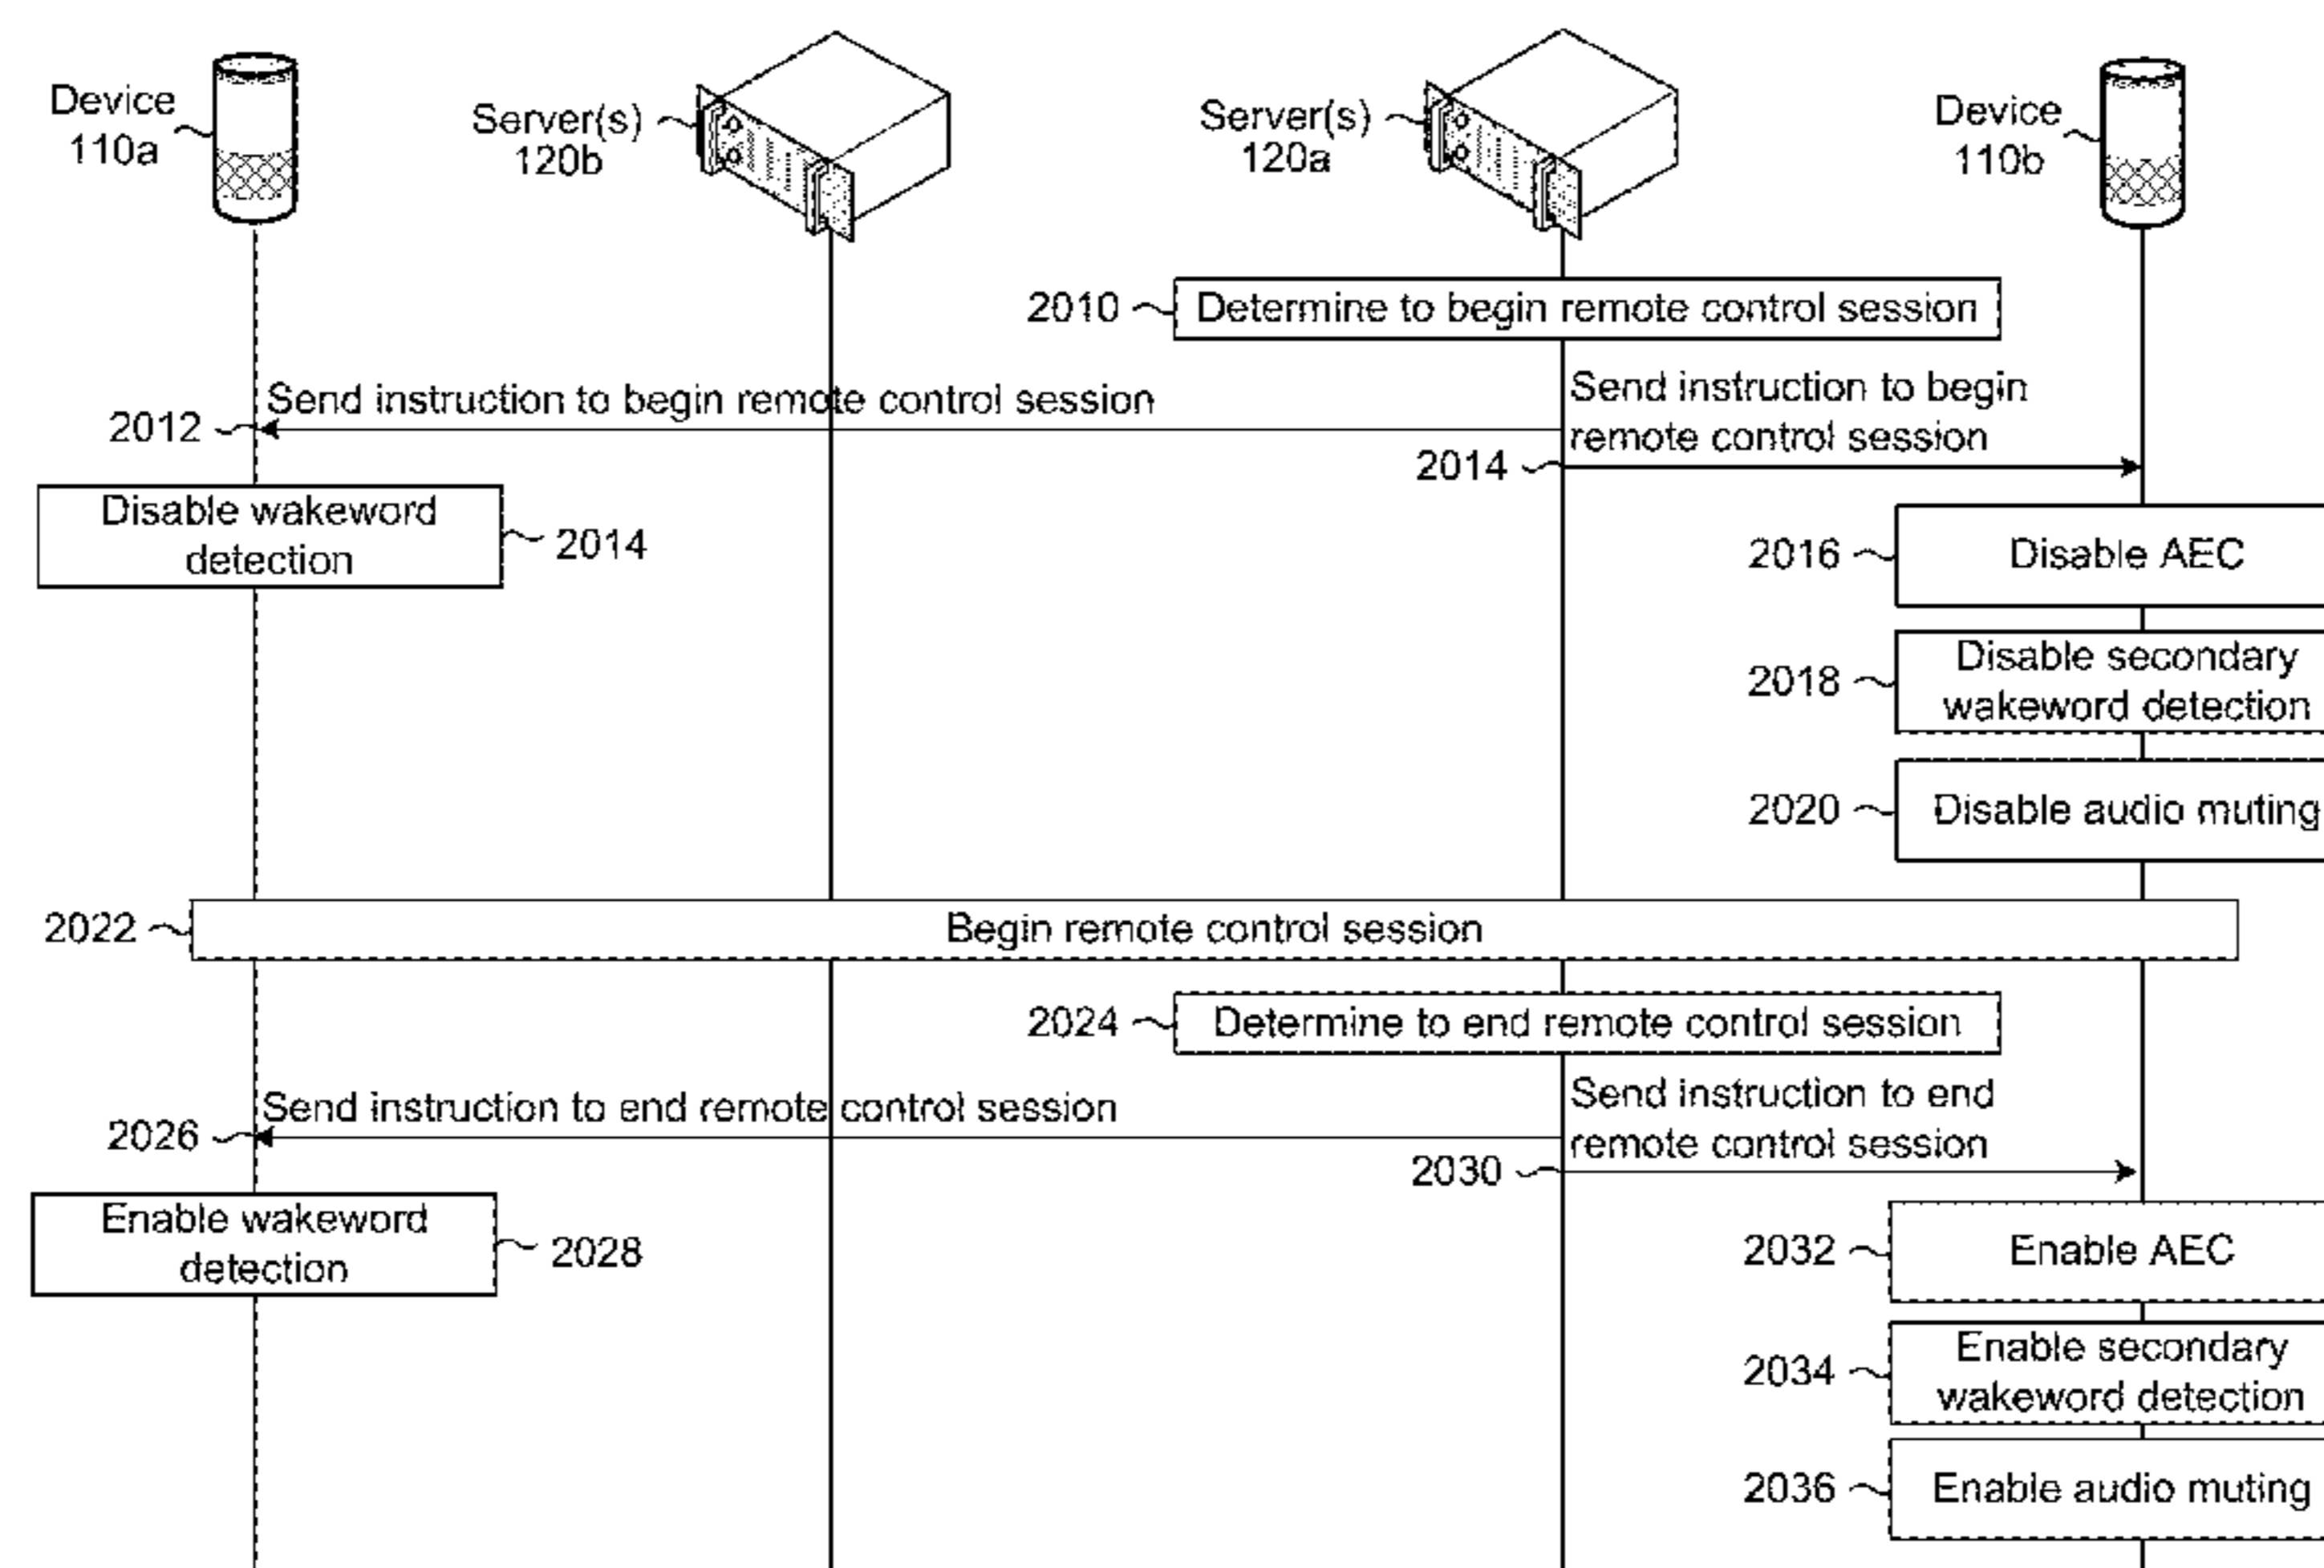 Device
110a
Server(s)
120b
Server(s)
120a
Device
110b
2010
Determine to begin remote control session
Send instruction to begin remote control session
2012
Send instruction to begin
remote control session
2014
Disable wakeword
detection
2014
2016
Disable AEC
2018
Disable secondary
wakeword detection
2020
Disable audio muting
2022
Begin remote control session
2024
Determine to end remote control session
Send instruction to end remote control session
2026
Send instruction to end
remote control session
2030
Enable wakeword
detection
2028
2032
Enable AEC
2034
Enable secondary
wakeword detection
2036
Enable audio muting